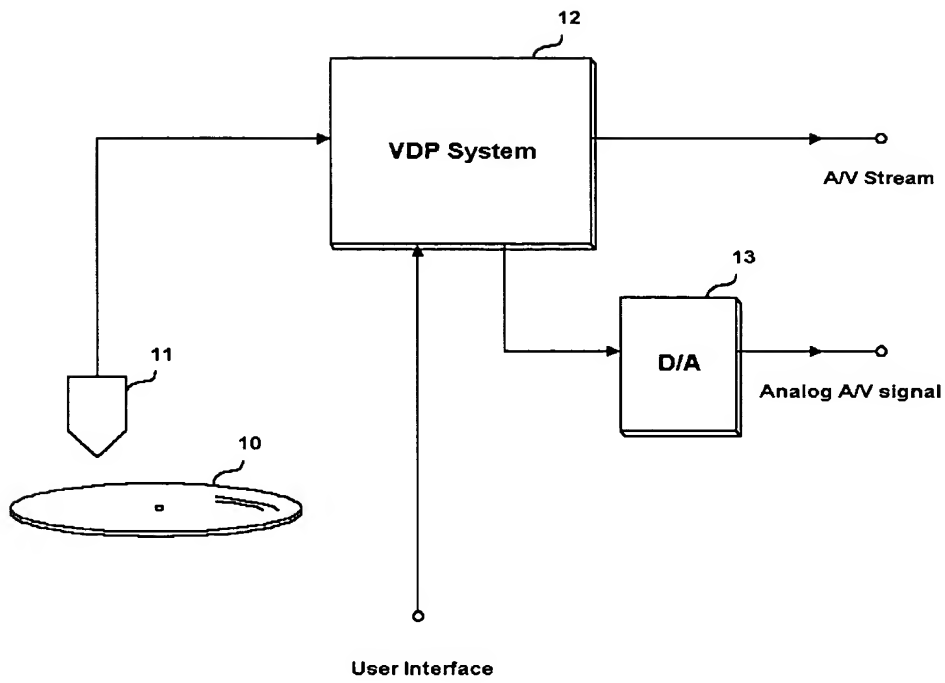 12
VDP System
A/V Stream
13
D/A
Analog A/V signal
11
10
User Interface